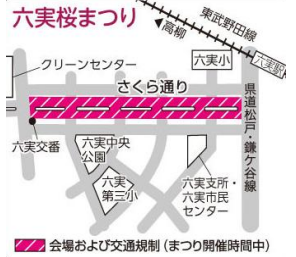 六実桜まつり
東武野田線
◀高柳
六実駅
六実小
クリーンセンター
さくら通り
県道松戸・鎌ケ谷線
六実交番
六実中央
公園
六実
第三小
六実支所・
六実市民
センター
会場および交通規制(まつり開催時間中)